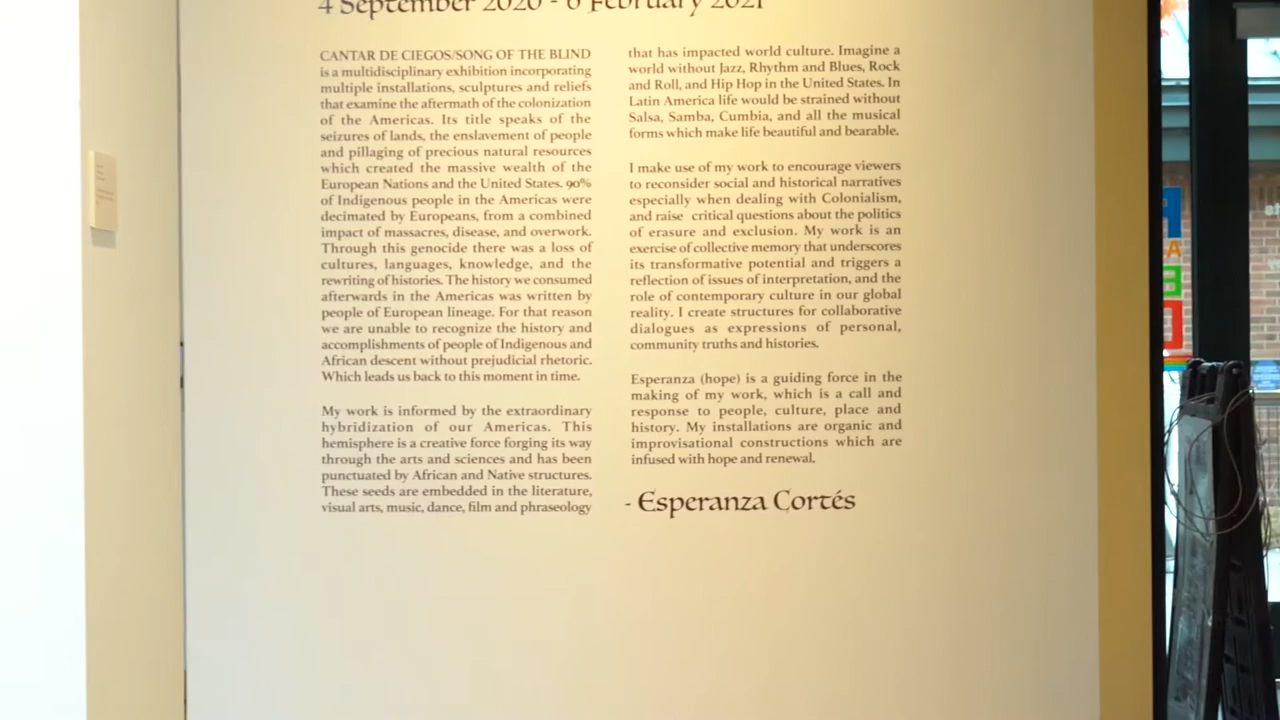 4 September 2020 - 6 February 2021
CANTAR DE CIEGOS/SONG OF THE BLIND
is a multidisciplinary exhibition incorporating
multiple installations, sculptures and reliefs
that examine the aftermath of the colonization
of the Americas. Its title speaks of the
seizures of lands, the enslavement of people
and pillaging of precious natural resources
which created the massive wealth of the
European Nations and the United States. 90%
of Indigenous people in the Americas were
decimated by Europeans, from a combined
impact of massacres, disease, and overwork.
Through this genocide there was a loss of
cultures, languages, knowledge, and the
rewriting of histories. The history we consumed
afterwards in the Americas was written by
people of European lineage. For that reason
we are unable to recognize the history and
accomplishments of people of Indigenous and
African descent without prejudicial rhetoric.
Which leads us back to this moment in time.
My work is informed by the extraordinary
hybridization of our Americas. This
hemisphere is a creative force forging its way
through the arts and sciences and has been
punctuated by African and Native structures.
These seeds are embedded in the literature,
visual arts, music, dance, film and phraseology
that has impacted world culture. Imagine a
world without Jazz, Rhythm and Blues, Rock
and Roll, and Hip Hop in the United States. In
Latin America life would be strained without
Salsa, Samba, Cumbia, and all the musical
forms which make life beautiful and bearable.
I make use of my work to encourage viewers
to reconsider social and historical narratives
especially when dealing with Colonialism,
and raise critical questions about the politics
of erasure and exclusion. My work is an
exercise of collective memory that underscores
its transformative potential and triggers a
reflection of issues of interpretation, and the
role of contemporary culture in our global
reality. I create structures for collaborative
dialogues as expressions of personal,
community truths and histories.
Esperanza (hope) is a guiding force in the
making of my work, which is a call and
response to people, culture, place and
history. My installations are organic and
improvisational constructions which are
infused with hope and renewal.
- Esperanza Cortés